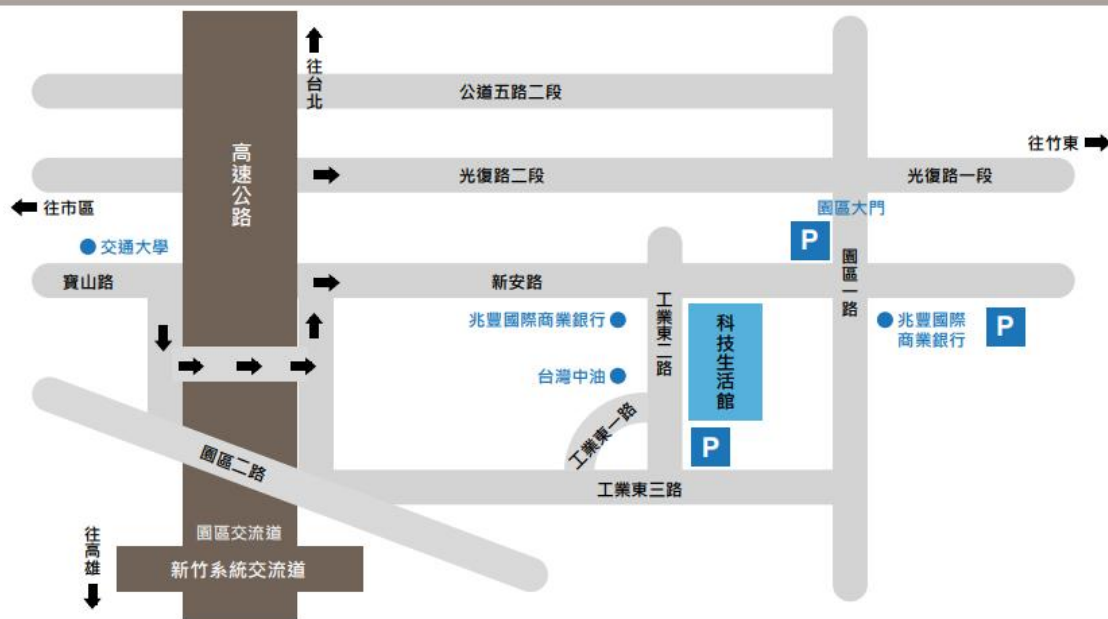 往台北
公道五路二段
往竹東
高速公路
光復路二段
光復路一段
往市區
園區大門
交通大學
P
寶山路
新安路
園區一路
工業東二路
兆豐國際商業銀行
科技生活館
兆豐國際
商業銀行
P
台灣中油
工業東一路
P
園區二路
工業東三路
園區交流道
往高雄
新竹系統交流道